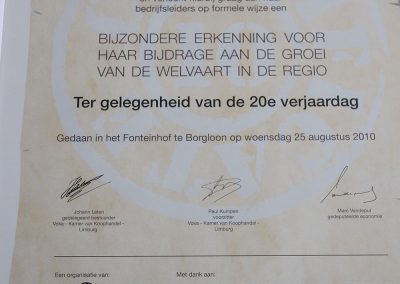 bedrijfsleiders op formele wijze een
BIJZONDERE ERKENNING VOOR
HAAR BIJDRAGE AAN DE GROEI
VAN DE WELVAART IN DE REGIO
Ter gelegenheid van de 20e verjaardag
Gedaan in het Fonteinhof te Borgloon op woensdag 25 augustus 2010
Johann Leten
gedelegeerd bestuurder
Voka - Kamer van Koophandel -
Limburg
Paul Kumpen
voorzitter
Voka - Kamer van Koophandel -
Limburg
Marc Vandeput
gedeputeerde economie
Een organisatie van:
Met dank aan: